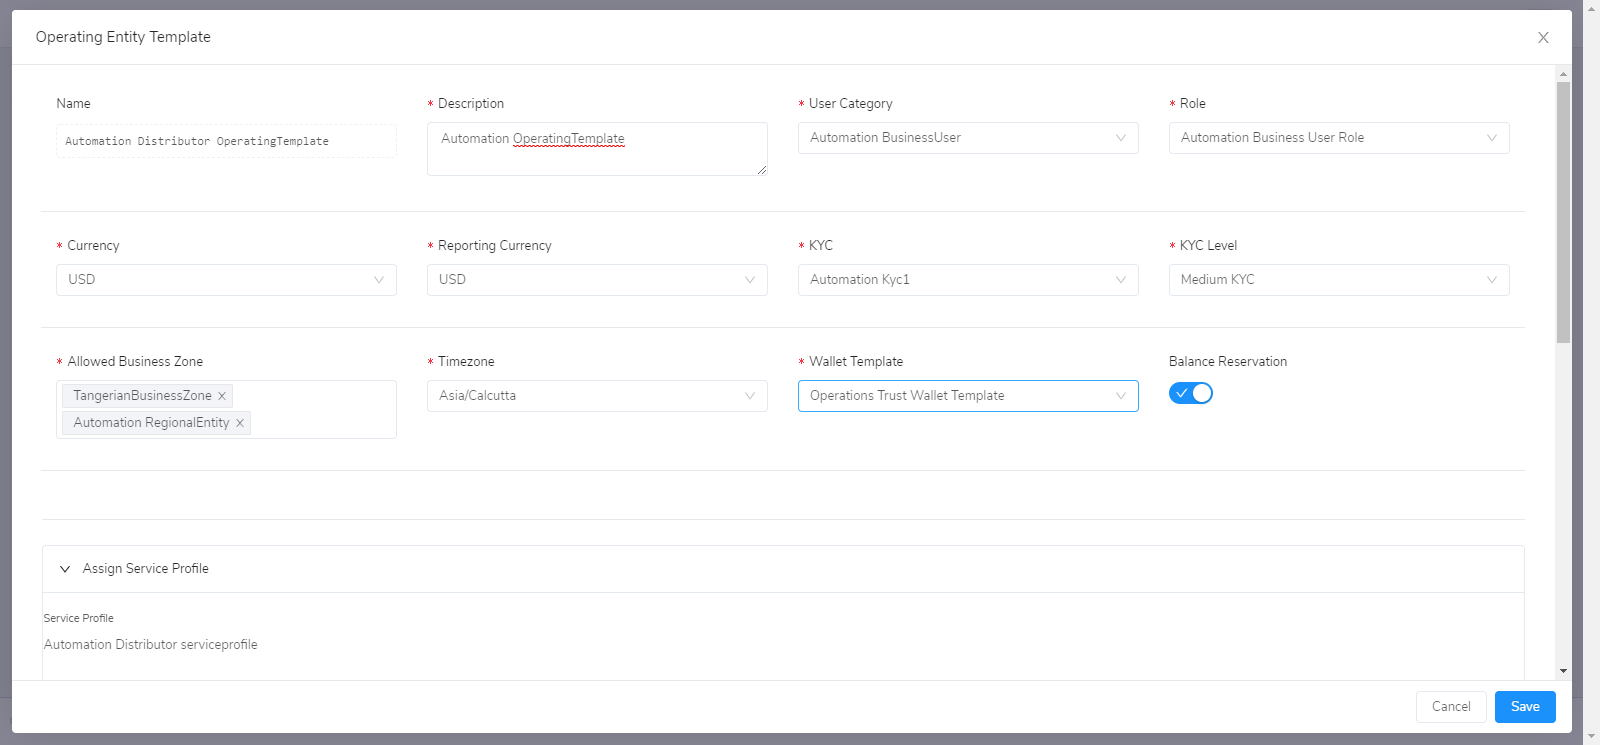 Operating Entity Template
Name
* Description
* User Category
* Role
Automation Distributor OperatingTemplate
Automation OperatingTemplate
Automation BusinessUser
Automation Business User Role
* Currency
* Reporting Currency
* KYC
* KYC Level
USD
USD
Automation Kyc1
Medium KYC
* Allowed Business Zone
* Timezone
* Wallet Template
Balance Reservation
TangerianBusinessZone
Automation RegionalEntity
Asia/Calcutta
Operations Trust Wallet Template
Assign Service Profile
Service Profile
Automation Distributor serviceprofile
Cancel
Save